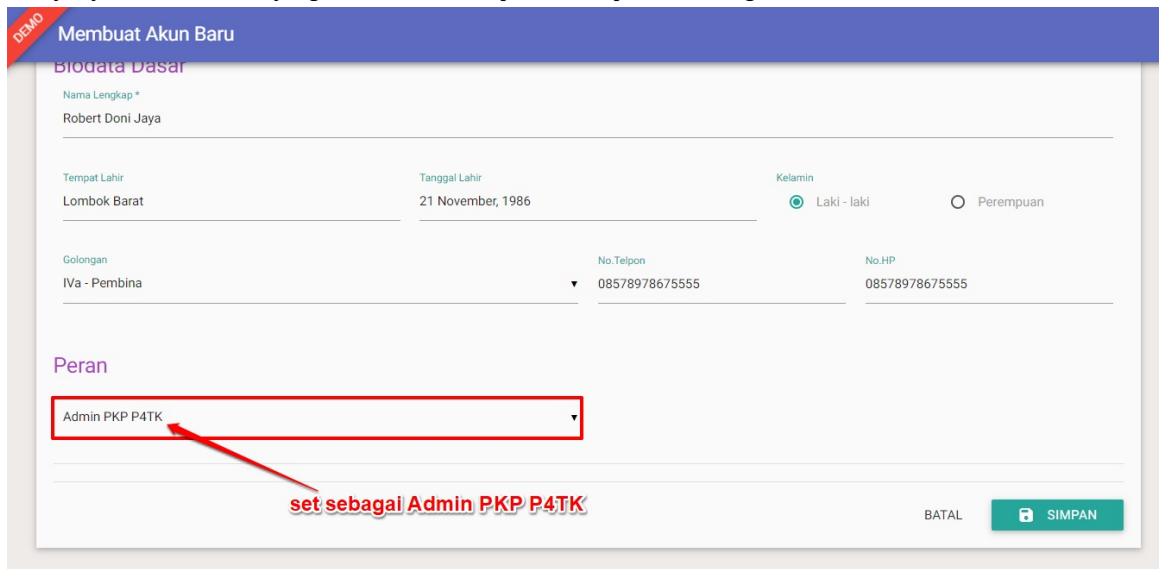 DEMO
Membuat Akun Baru
Biodata Dasar
Nama Lengkap *
Robert Doni Jaya
Tempat Lahir Tanggal Lahir Kelamin
Lombok Barat 21 November, 1986 Laki - laki Perempuan
Golongan No.Telpon No.HP
IVa - Pembina 08578978675555 08578978675555
Peran
Admin PKP P4TK
set sebagai Admin PKP P4TK
BATAL SIMPAN